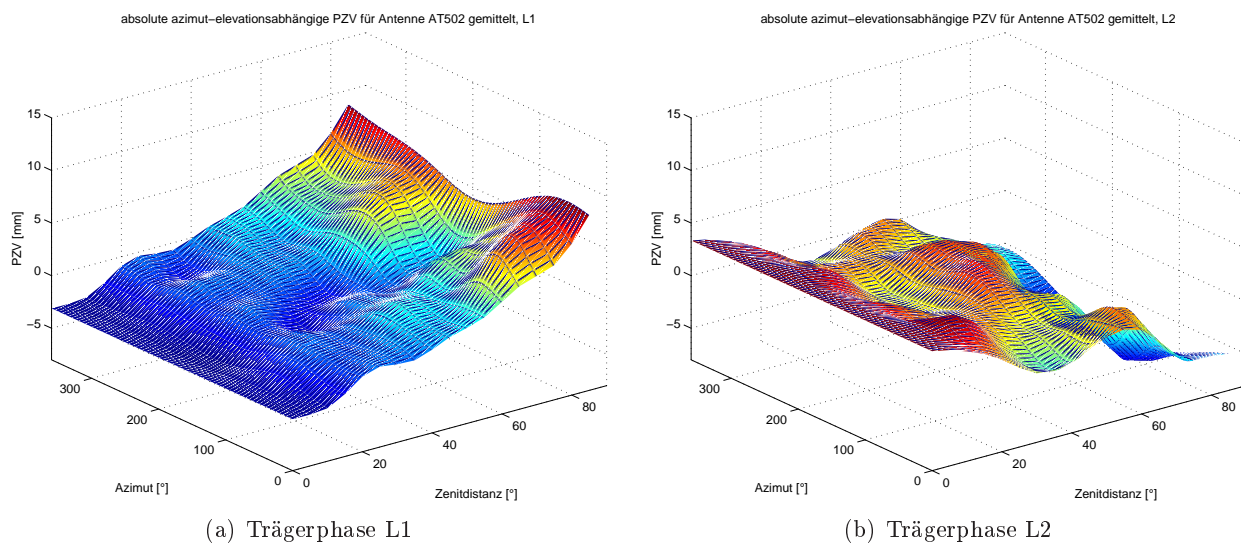 absolute azimut−elevationsabhängige PZV für Antenne AT502 gemittelt, L1
15
10
5
0
−5
PZV [mm]
300
200
100
0
Azimut [°]
0
20
40
60
80
Zenitdistanz [°]
(a) Trägerphase L1
absolute azimut−elevationsabhängige PZV für Antenne AT502 gemittelt, L2
15
10
5
0
−5
PZV [mm]
300
200
100
0
Azimut [°]
0
20
40
60
80
Zenitdistanz [°]
(b) Trägerphase L2